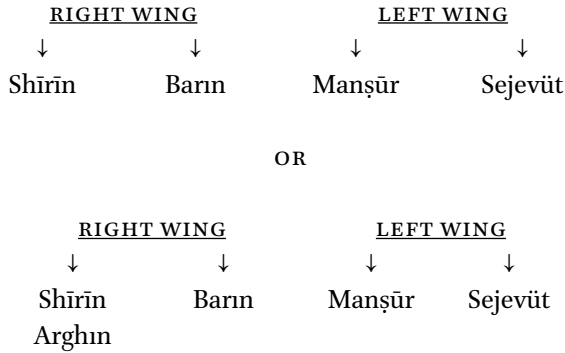 RIGHT WING LEFT WING
↓ ↓ ↓ ↓
Shīrīn Barın Manṣūr Sejevüt
OR
RIGHT WING LEFT WING
↓ ↓ ↓ ↓
Shīrīn Barın Manṣūr Sejevüt
Arghın